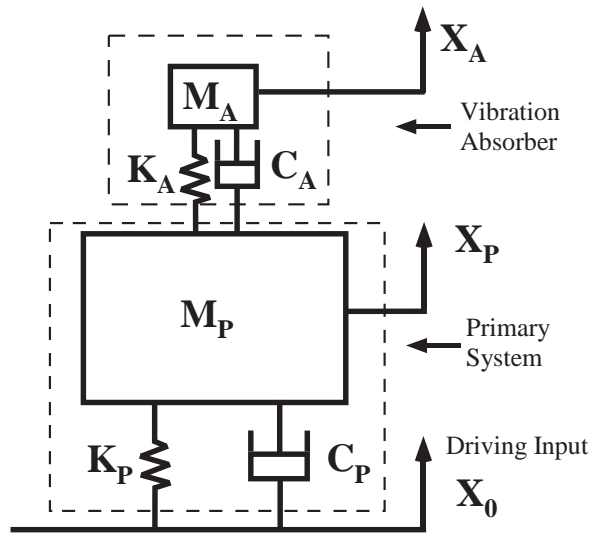 X_A
M_A
Vibration
Absorber
K_A
C_A
X_P
M_P
Primary
System
Driving Input
K_P
C_P
X_0